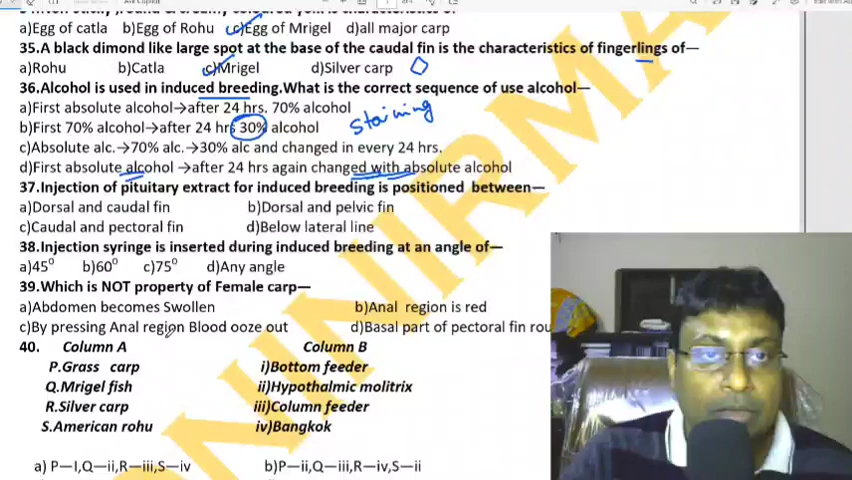 a)Egg of catla b)Egg of Rohu c)Egg of Mrigel d)all major carp
35.A black dimond like large spot at the base of the caudal fin is the characteristics of fingerlings of—
a)Rohu b)Catla c)Mrigel d)Silver carp
36.Alcohol is used in induced breeding.What is the correct sequence of use alcohol—
a)First absolute alcohol→after 24 hrs. 70% alcohol
b)First 70% alcohol→after 24 hrs 30% alcohol staining
c)Absolute alc.→70% alc.→30% alc and changed in every 24 hrs.
d)First absolute alcohol →after 24 hrs again changed with absolute alcohol
37.Injection of pituitary extract for induced breeding is positioned between—
a)Dorsal and caudal fin b)Dorsal and pelvic fin
c)Caudal and pectoral fin d)Below lateral line
38.Injection syringe is inserted during induced breeding at an angle of—
a)45⁰ b)60⁰ c)75⁰ d)Any angle
39.Which is NOT property of Female carp—
a)Abdomen becomes Swollen b)Anal region is red
c)By pressing Anal region Blood ooze out d)Basal part of pectoral fin rou
40. Column A Column B
P.Grass carp i)Bottom feeder
Q.Mrigel fish ii)Hypothalmic molitrix
R.Silver carp iii)Column feeder
S.American rohu iv)Bangkok
a) P—I,Q—ii,R—iii,S—iv b)P—ii,Q—iii,R—iv,S—ii